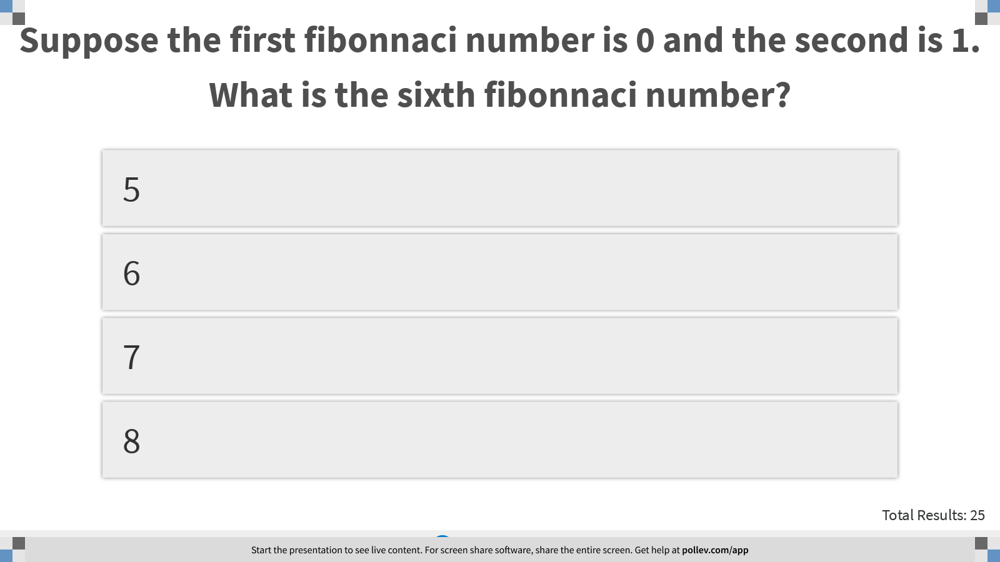 Suppose the first fibonnaci number is 0 and the second is 1.
What is the sixth fibonnaci number?
5
6
7
8
Total Results: 25
Start the presentation to see live content. For screen share software, share the entire screen. Get help at pollev.com/app